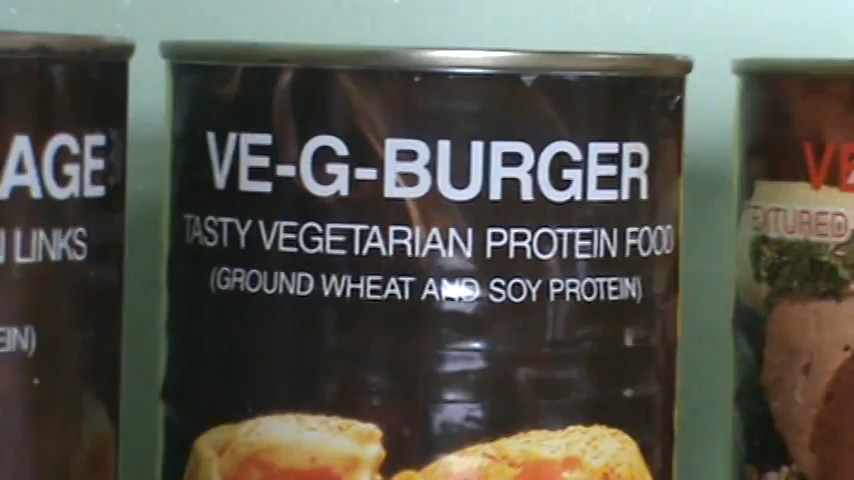 AGE
LINKS
EIN)
VE-G-BURGER
TASTY VEGETARIAN PROTEIN FOOD
(GROUND WHEAT AND SOY PROTEIN)
VE
TEXTURED